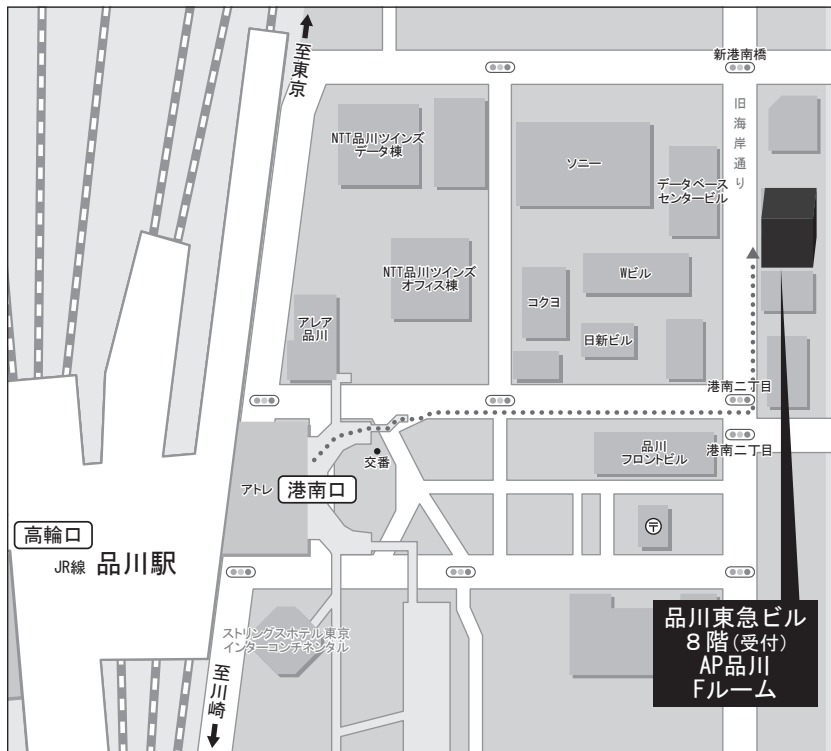 至東京
新港南橋
旧海岸通り
NTT品川ツインズ
データ棟
ソニー
データベース
センタービル
NTT品川ツインズ
オフィス棟
Wビル
コクヨ
アレア
品川
日新ビル
港南二丁目
港南二丁目
品川
フロントビル
交番
アトレ
港南口
〒
高輪口
JR線 品川駅
ストリングスホテル東京
インターコンチネンタル
至川崎
品川東急ビル
8階(受付)
AP品川
Fルーム